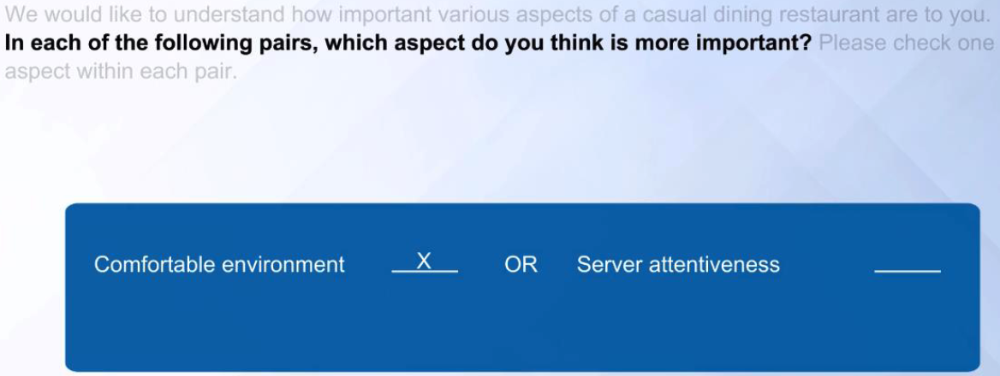 We would like to understand how important various aspects of a casual dining restaurant are to you.
In each of the following pairs, which aspect do you think is more important? Please check one
aspect within each pair.
Comfortable environment __X__ OR Server attentiveness _____